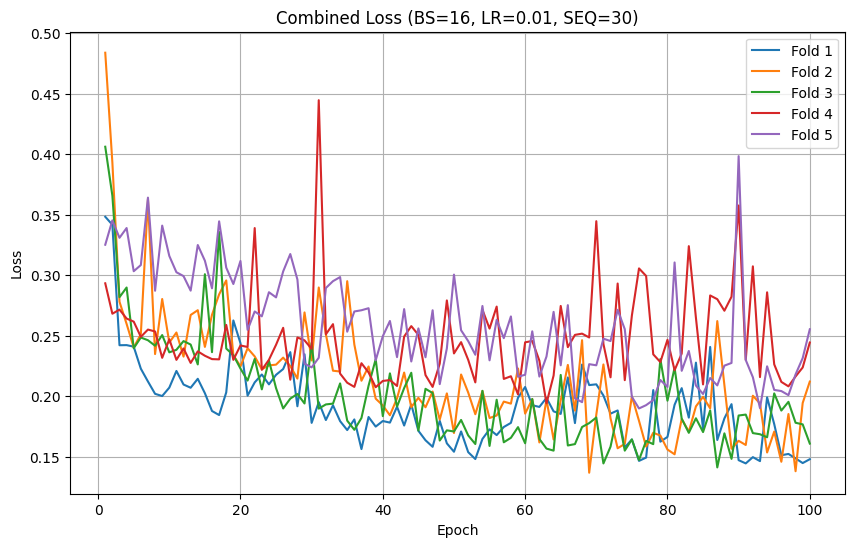 Combined Loss (BS=16, LR=0.01, SEQ=30)
Fold 1
Fold 2
Fold 3
Fold 4
Fold 5
Loss
0.50
0.45
0.40
0.35
0.30
0.25
0.20
0.15
0 20 40 60 80 100
Epoch